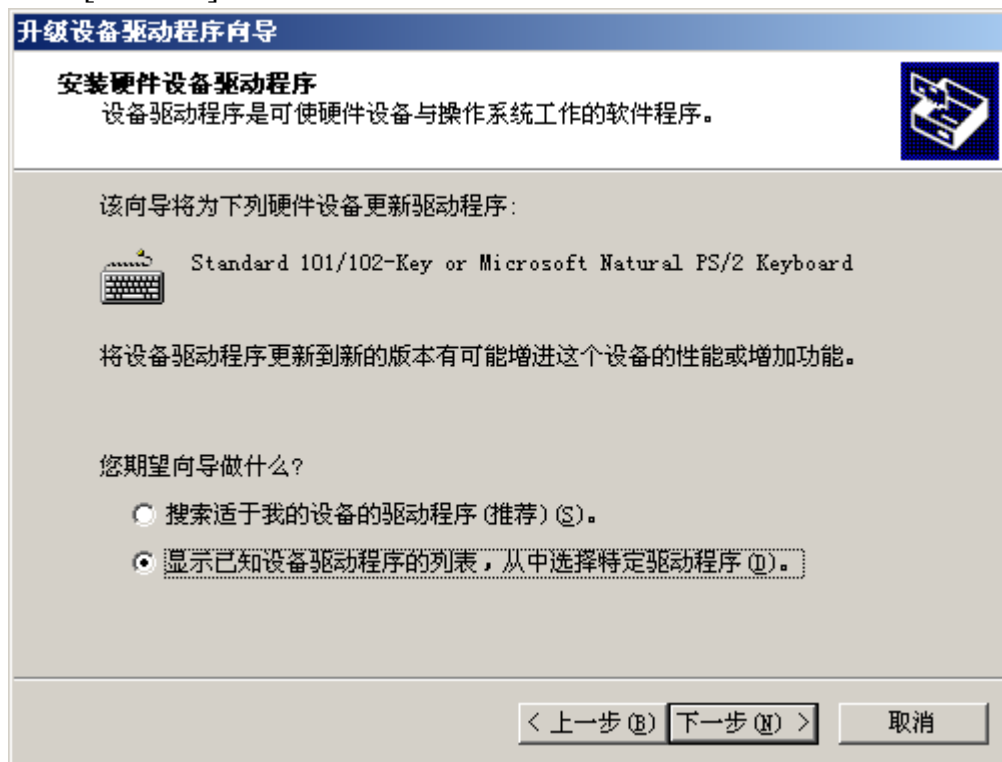 升级设备驱动程序向导
安装硬件设备驱动程序
设备驱动程序是可使硬件设备与操作系统工作的软件程序。
该向导将为下列硬件设备更新驱动程序:
Standard 101/102-Key or Microsoft Natural PS/2 Keyboard
将设备驱动程序更新到新的版本有可能增进这个设备的性能或增加功能。
您期望向导做什么?
搜索适于我的设备的驱动程序(推荐)(S)。
显示已知设备驱动程序的列表，从中选择特定驱动程序(D)。
< 上一步(B) 下一步(N) > 取消